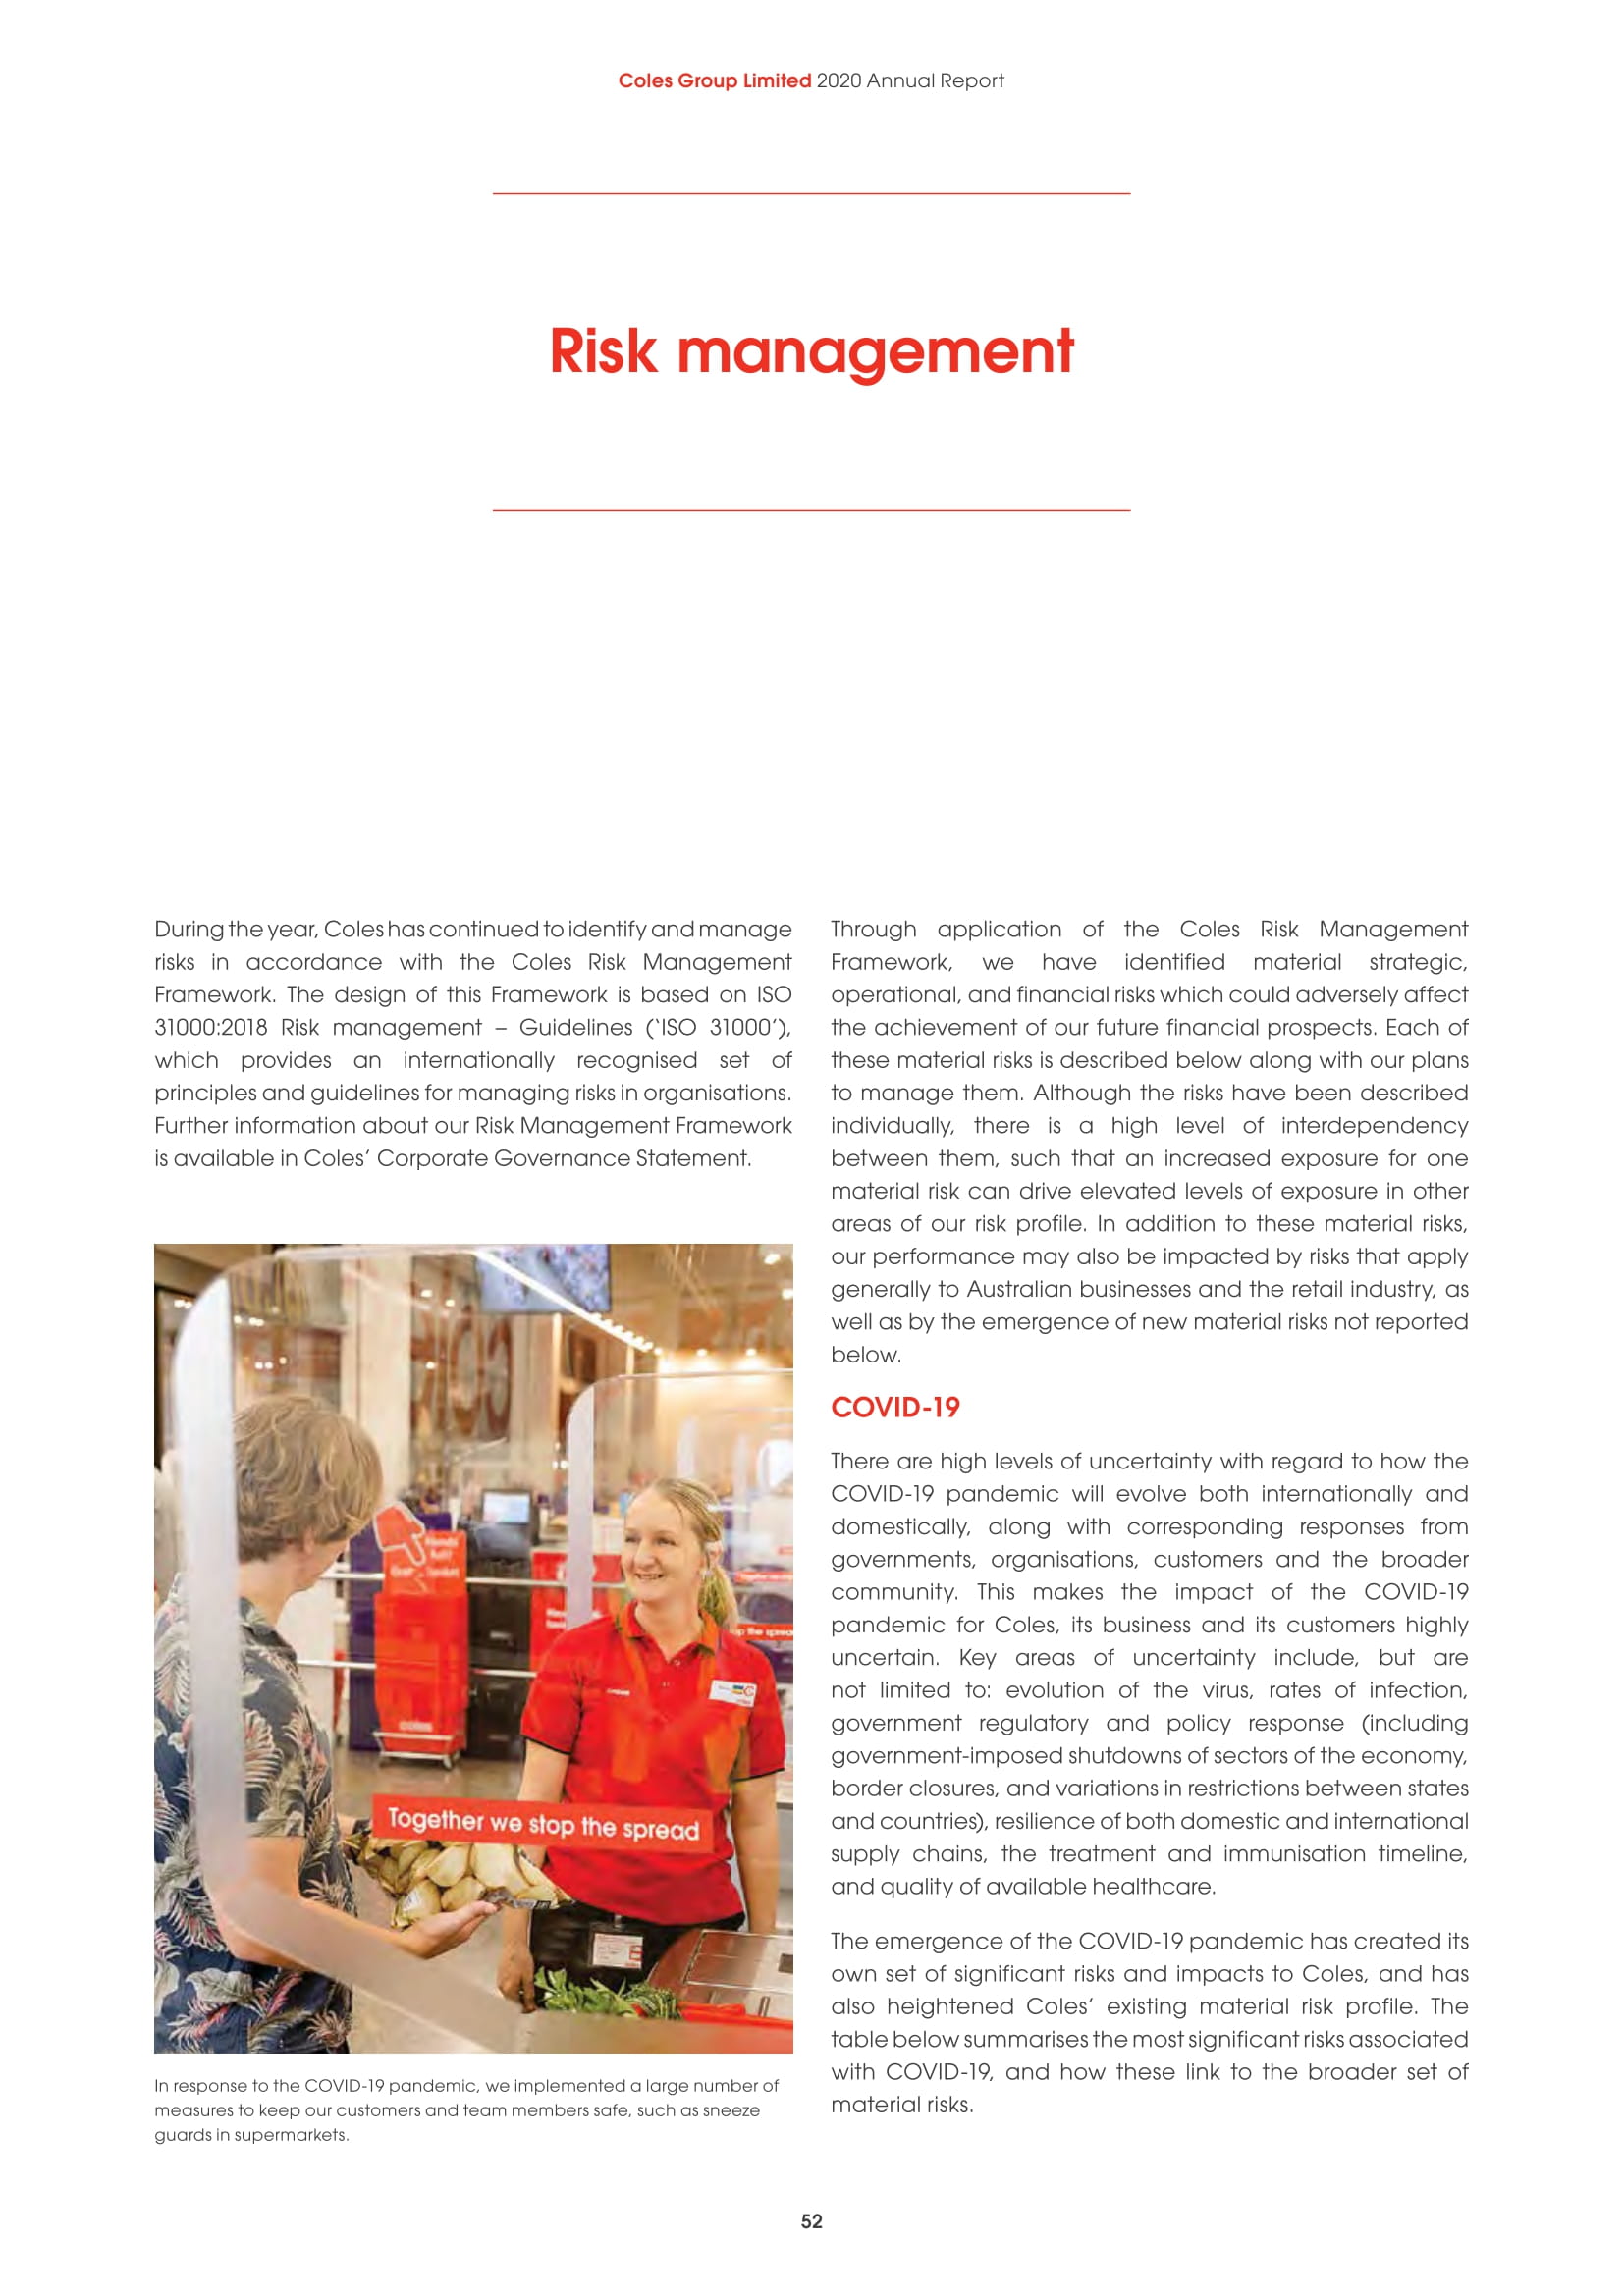 Coles Group Limited 2020 Annual Report
Risk management
During the year, Coles has continued to identify and manage
risks in accordance with the Coles Risk Management
Framework. The design of this Framework is based on ISO
31000:2018 Risk management – Guidelines (‘ISO 31000’),
which provides an internationally recognised set of
principles and guidelines for managing risks in organisations.
Further information about our Risk Management Framework
is available in Coles’ Corporate Governance Statement.
Together we stop the spread
coles
In response to the COVID-19 pandemic, we implemented a large number of
measures to keep our customers and team members safe, such as sneeze
guards in supermarkets.
Through application of the Coles Risk Management
Framework, we have identified material strategic,
operational, and financial risks which could adversely affect
the achievement of our future financial prospects. Each of
these material risks is described below along with our plans
to manage them. Although the risks have been described
individually, there is a high level of interdependency
between them, such that an increased exposure for one
material risk can drive elevated levels of exposure in other
areas of our risk profile. In addition to these material risks,
our performance may also be impacted by risks that apply
generally to Australian businesses and the retail industry, as
well as by the emergence of new material risks not reported
below.
COVID-19
There are high levels of uncertainty with regard to how the
COVID-19 pandemic will evolve both internationally and
domestically, along with corresponding responses from
governments, organisations, customers and the broader
community. This makes the impact of the COVID-19
pandemic for Coles, its business and its customers highly
uncertain. Key areas of uncertainty include, but are
not limited to: evolution of the virus, rates of infection,
government regulatory and policy response (including
government-imposed shutdowns of sectors of the economy,
border closures, and variations in restrictions between states
and countries), resilience of both domestic and international
supply chains, the treatment and immunisation timeline,
and quality of available healthcare.
The emergence of the COVID-19 pandemic has created its
own set of significant risks and impacts to Coles, and has
also heightened Coles’ existing material risk profile. The
table below summarises the most significant risks associated
with COVID-19, and how these link to the broader set of
material risks.
52